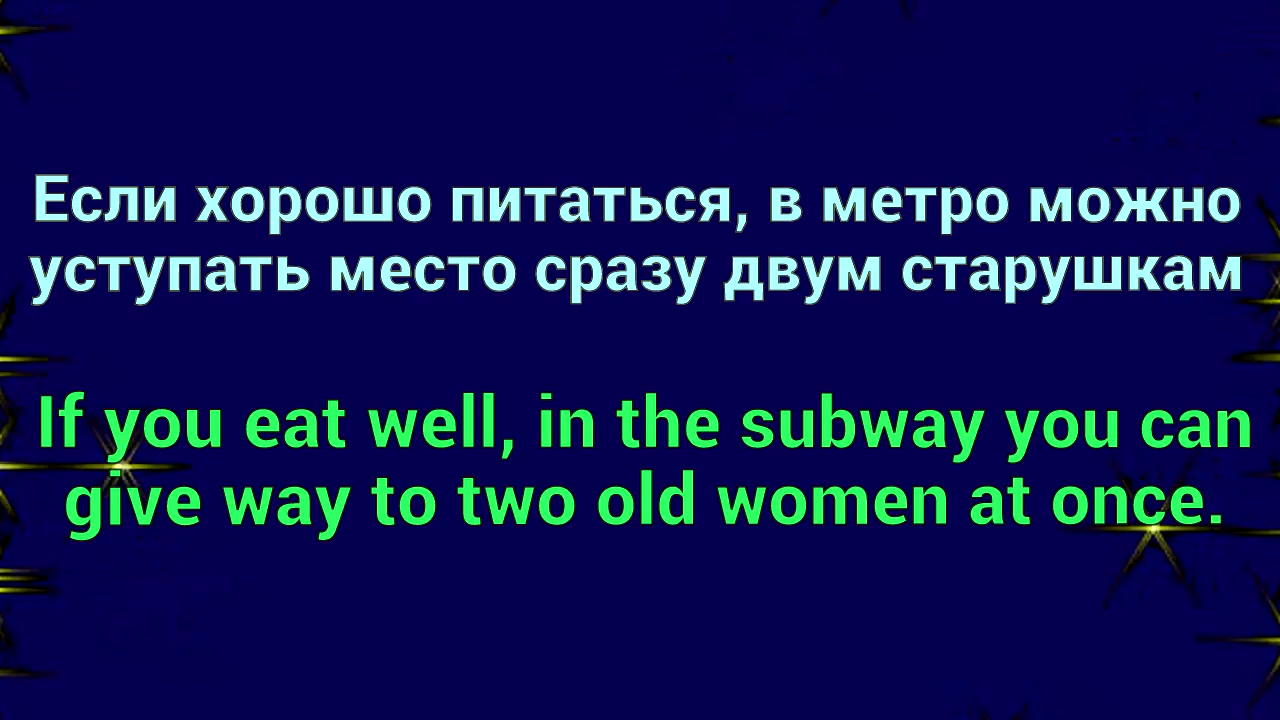 Если хорошо питаться, в метро можно
уступать место сразу двум старушкам
If you eat well, in the subway you can
give way to two old women at once.